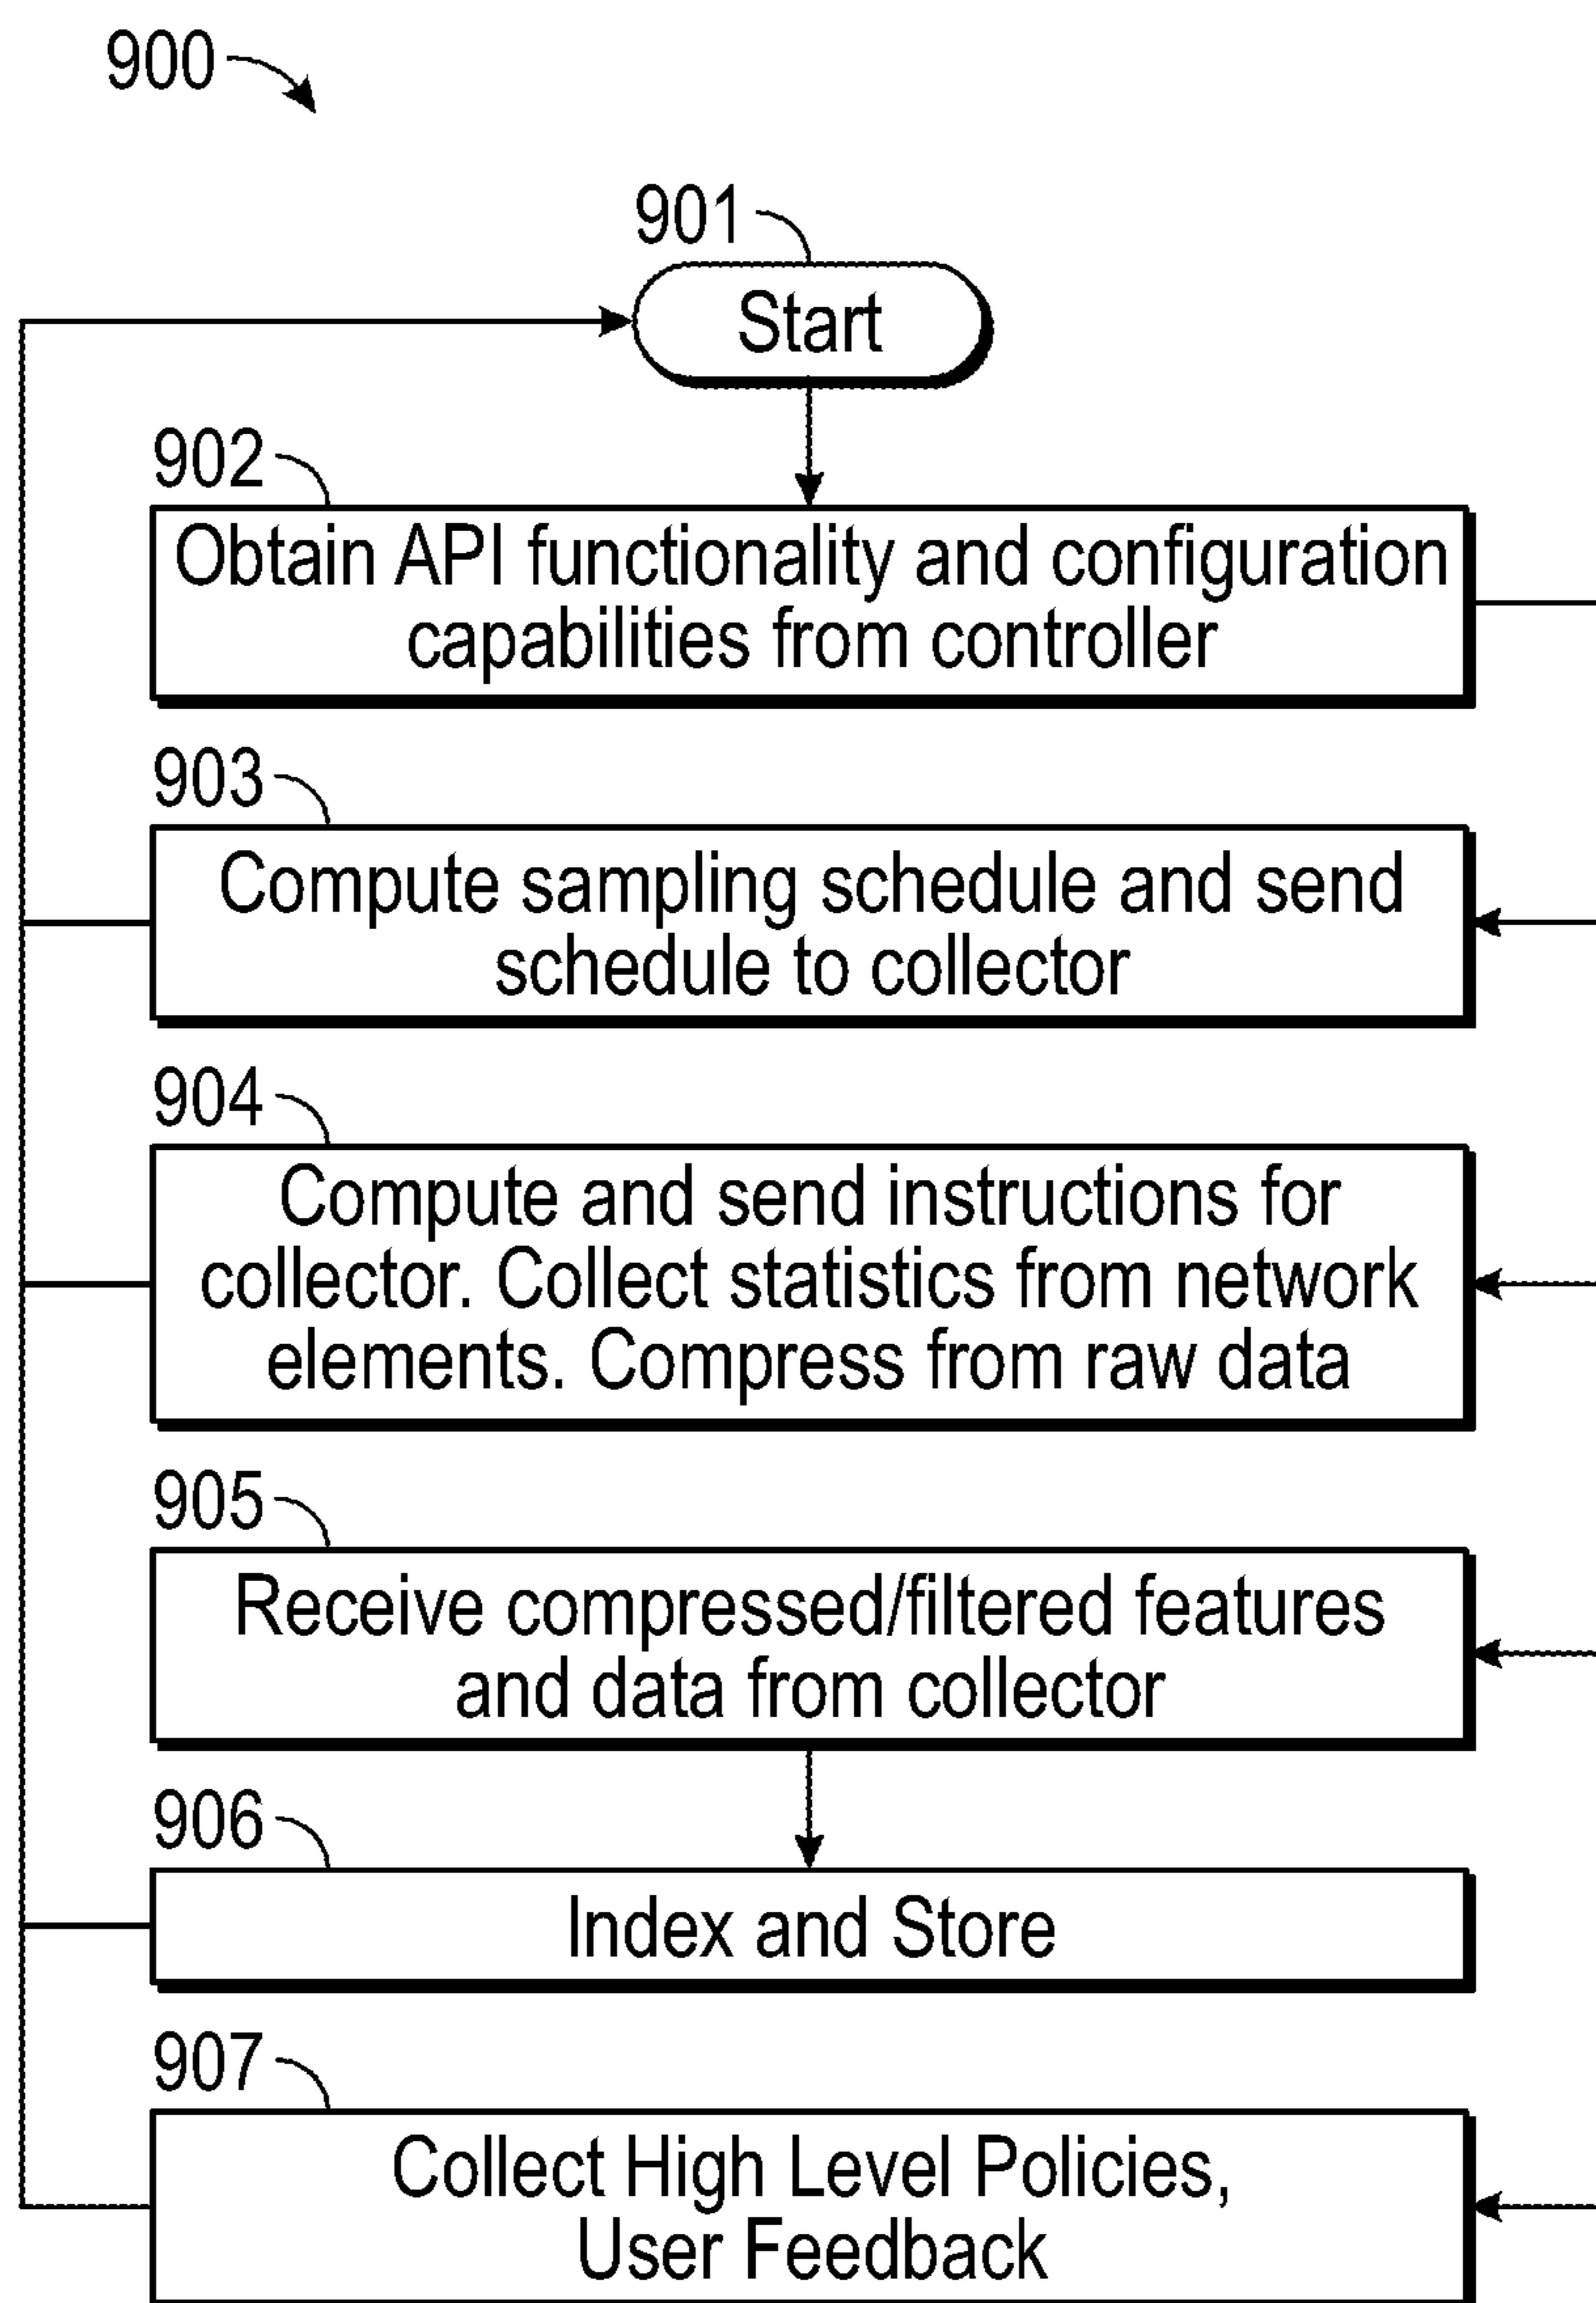 900
901
Start
902
Obtain API functionality and configuration
capabilities from controller
903
Compute sampling schedule and send
schedule to collector
904
Compute and send instructions for
collector. Collect statistics from network
elements. Compress from raw data
905
Receive compressed/filtered features
and data from collector
906
Index and Store
907
Collect High Level Policies,
User Feedback